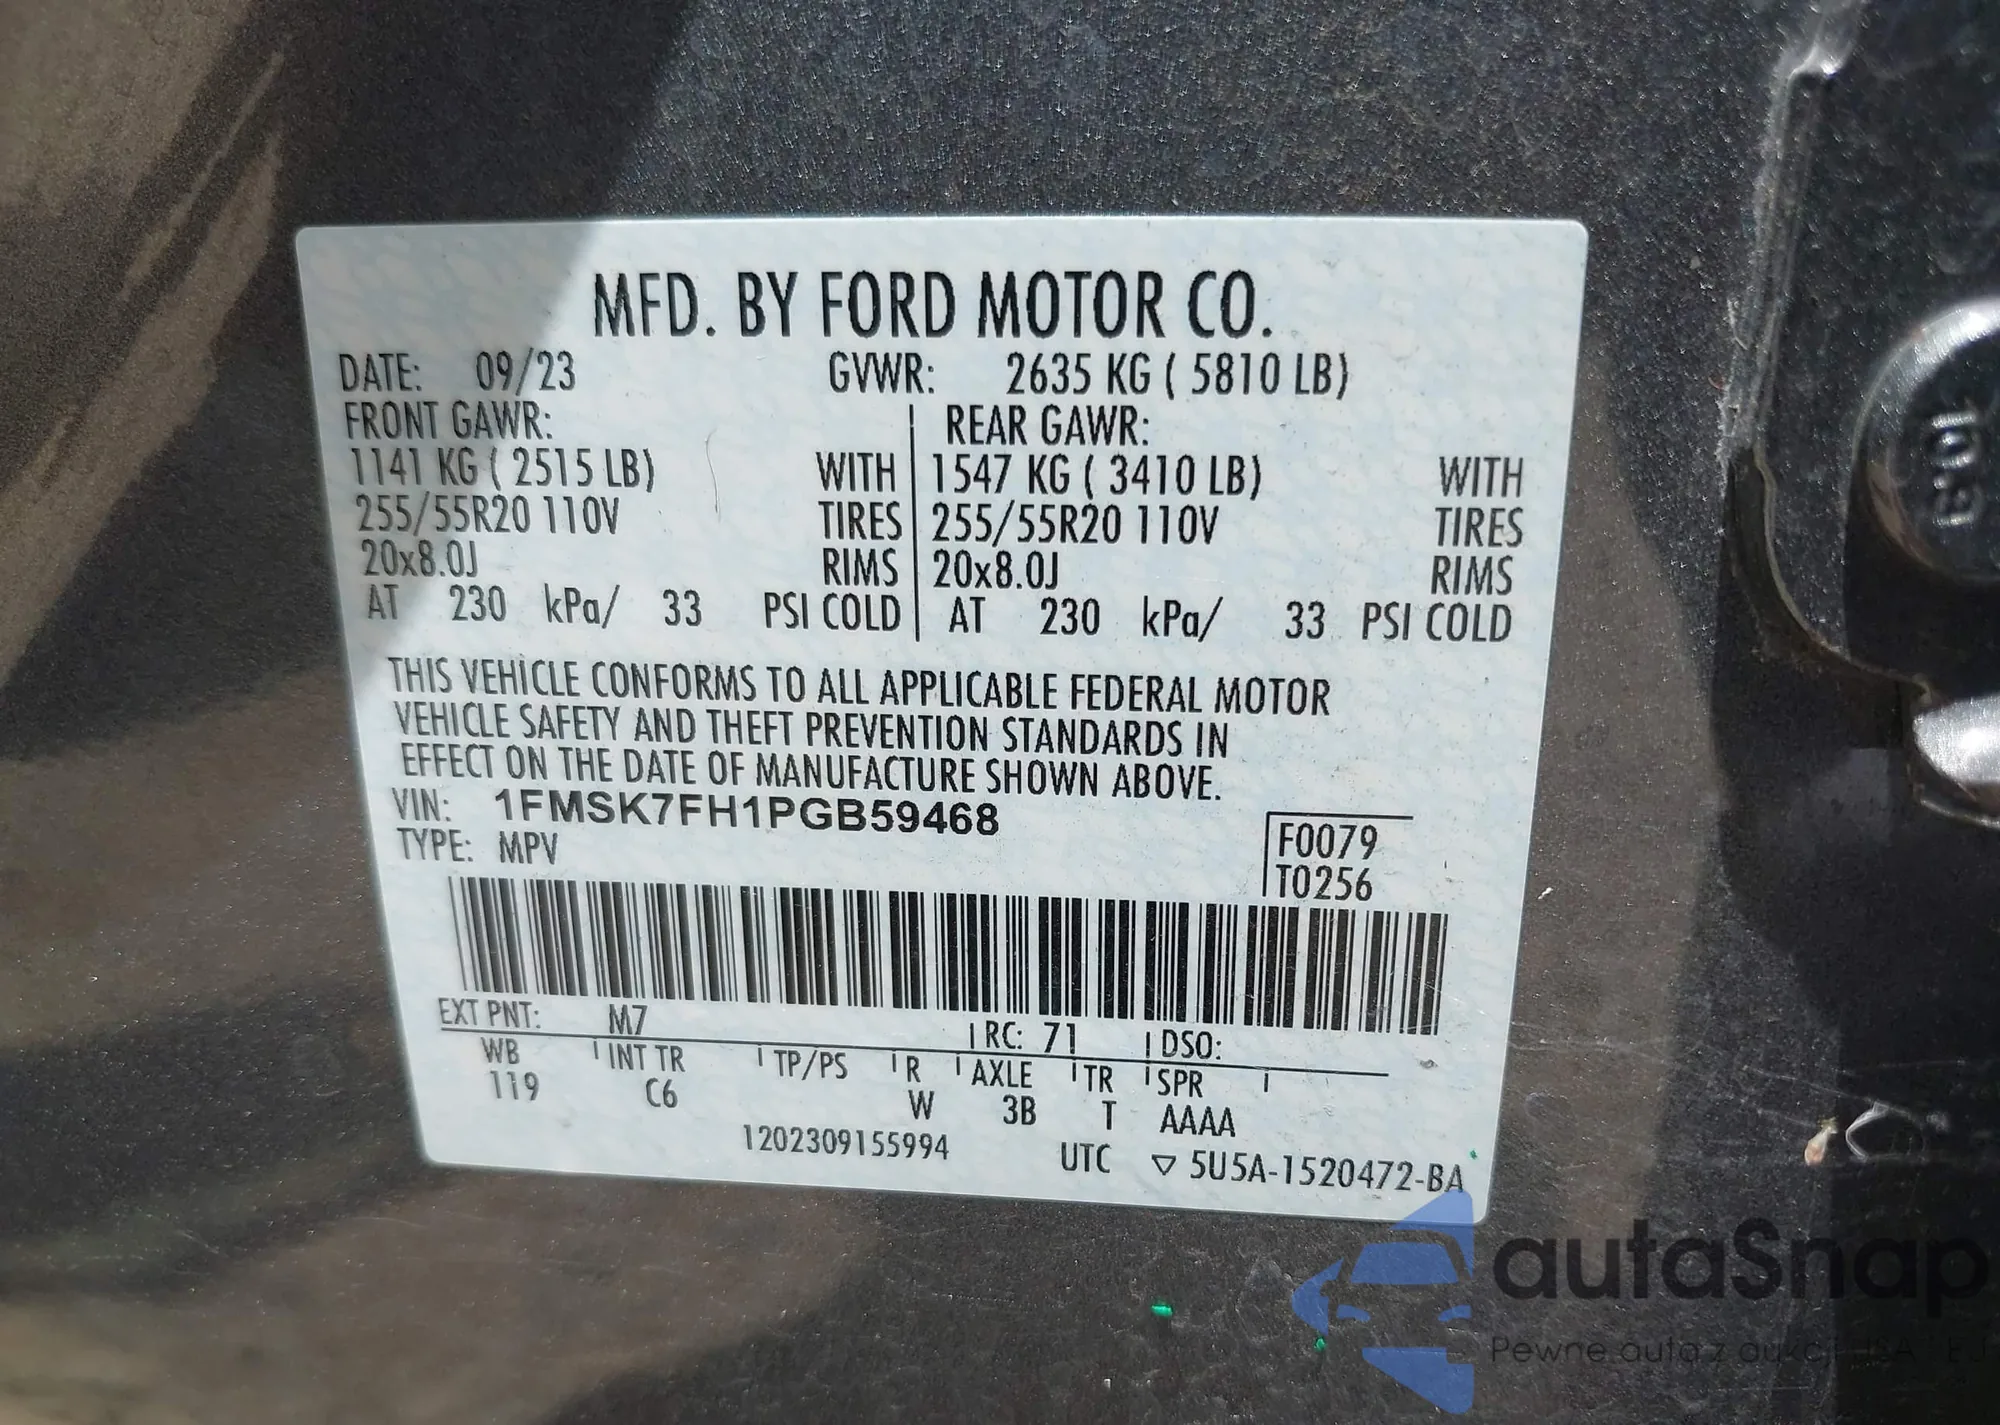 MFD. BY FORD MOTOR CO.
DATE: 09/23 GVWR: 2635 KG ( 5810 LB)
FRONT GAWR: REAR GAWR:
1141 KG ( 2515 LB) WITH 1547 KG ( 3410 LB) WITH
255/55R20 110V TIRES 255/55R20 110V TIRES
20x8.0J RIMS 20x8.0J RIMS
AT 230 kPa/ 33 PSI COLD AT 230 kPa/ 33 PSI COLD
THIS VEHICLE CONFORMS TO ALL APPLICABLE FEDERAL MOTOR
VEHICLE SAFETY AND THEFT PREVENTION STANDARDS IN
EFFECT ON THE DATE OF MANUFACTURE SHOWN ABOVE.
VIN: 1FMSK7FH1PGB59468
TYPE: MPV
F0079
T0256
EXT PNT: M7 RC: 71 DSO:
WB INT TR TP/PS R AXLE TR SPR
119 C6 W 3B T AAAA
1202309155994 UTC ▽ 5U5A-1520472-BA
autaSnap
Pewne auta z aukcji USA